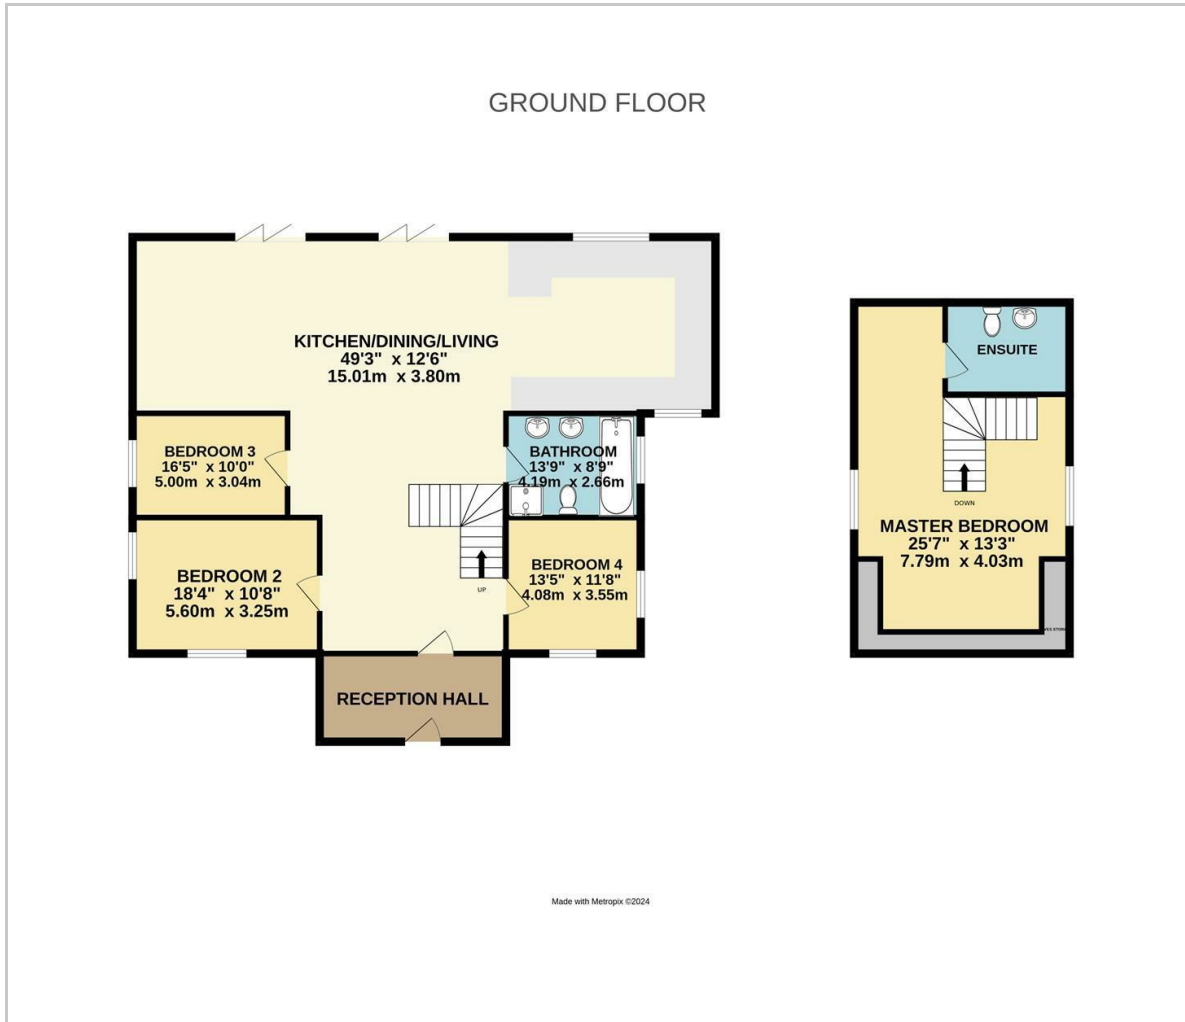 GROUND FLOOR
KITCHEN/DINING/LIVING
49'3" x 12'6"
15.01m x 3.80m
BEDROOM 3
16'5" x 10'0"
5.00m x 3.04m
BATHROOM
13'9" x 8'9"
4.19m x 2.66m
BEDROOM 2
18'4" x 10'8"
5.60m x 3.25m
UP
BEDROOM 4
13'5" x 11'8"
4.08m x 3.55m
RECEPTION HALL
ENSUITE
DOWN
MASTER BEDROOM
25'7" x 13'3"
7.79m x 4.03m
Made with Metropix ©2024